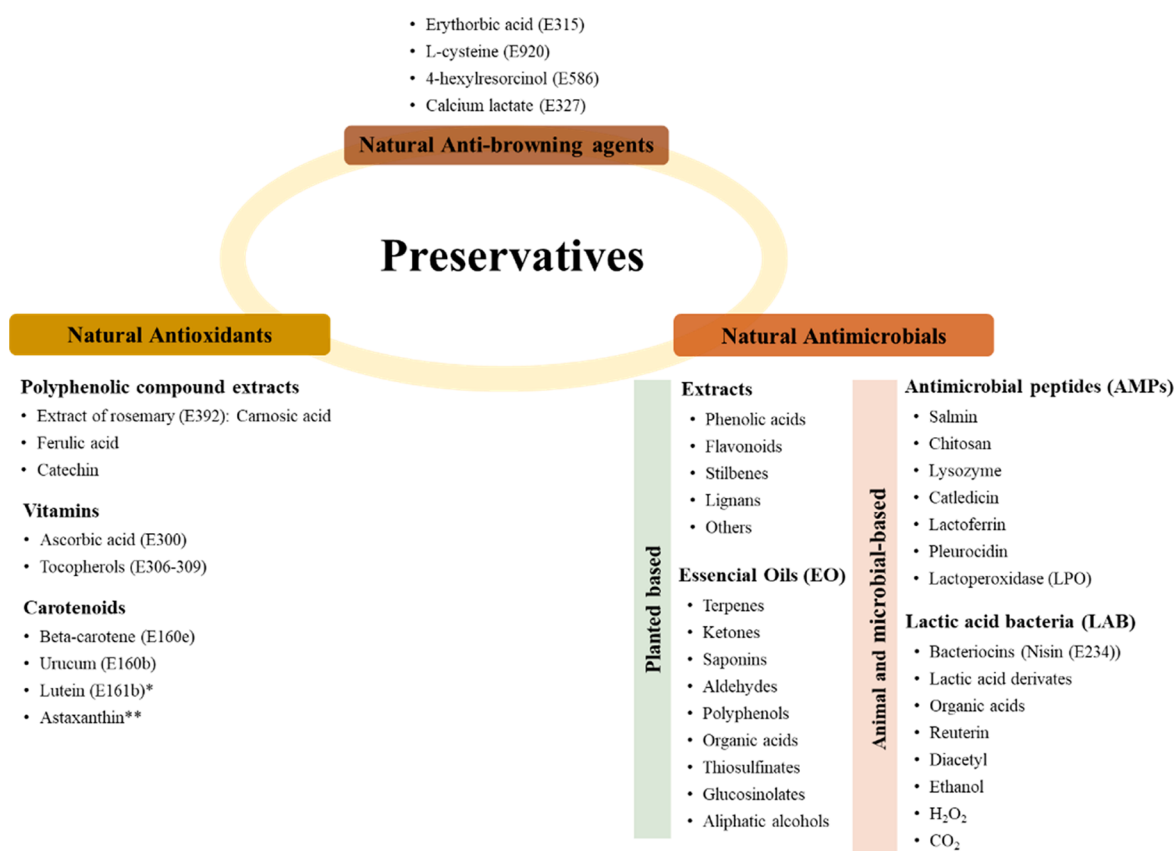 • Erythorbic acid (E315)
• L-cysteine (E920)
• 4-hexylresorcinol (E586)
• Calcium lactate (E327)
Natural Anti-browning agents
Preservatives
Natural Antioxidants
Polyphenolic compound extracts
• Extract of rosemary (E392): Carnosic acid
• Ferulic acid
• Catechin
Vitamins
• Ascorbic acid (E300)
• Tocopherols (E306-309)
Carotenoids
• Beta-carotene (E160e)
• Urucum (E160b)
• Lutein (E161b)*
• Astaxanthin**
Natural Antimicrobials
Planted based
Extracts
• Phenolic acids
• Flavonoids
• Stilbenes
• Lignans
• Others
Essencial Oils (EO)
• Terpenes
• Ketones
• Saponins
• Aldehydes
• Polyphenols
• Organic acids
• Thiosulfinates
• Glucosinolates
• Aliphatic alcohols
Animal and microbial-based
Antimicrobial peptides (AMPs)
• Salmin
• Chitosan
• Lysozyme
• Catledicin
• Lactoferrin
• Pleurocidin
• Lactoperoxidase (LPO)
Lactic acid bacteria (LAB)
• Bacteriocins (Nisin (E234))
• Lactic acid derivates
• Organic acids
• Reuterin
• Diacetyl
• Ethanol
• H₂O₂
• CO₂